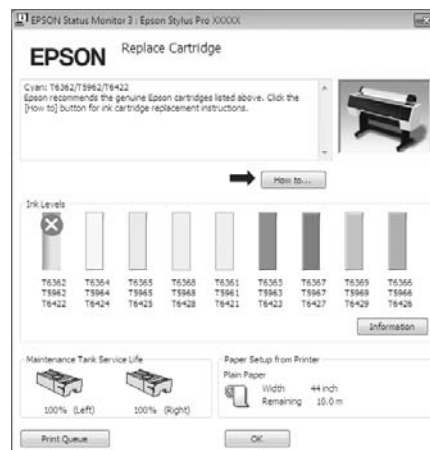 EPSON Status Monitor 3 : Epson Stylus Pro XXXXX
EPSON
Replace Cartridge
Cyan: T6362/T5962/T6422
Epson recommends the genuine Epson cartridges listed above. Click the
[How to] button for ink cartridge replacement instructions.
How to...
Ink Levels
T6362 T6364 T6365 T6368 T6361 T6363 T6367 T6369 T6366
T5962 T5964 T5965 T5968 T5961 T5963 T5967 T5969 T5966
T6422 T6424 T6425 T6428 T6421 T6423 T6427 T6429 T6426
Information
Maintenance Tank Service Life
100% (Left) 100% (Right)
Paper Setup from Printer
Plain Paper
Width 44 inch
Remaining 10.0 m
Print Queue
OK